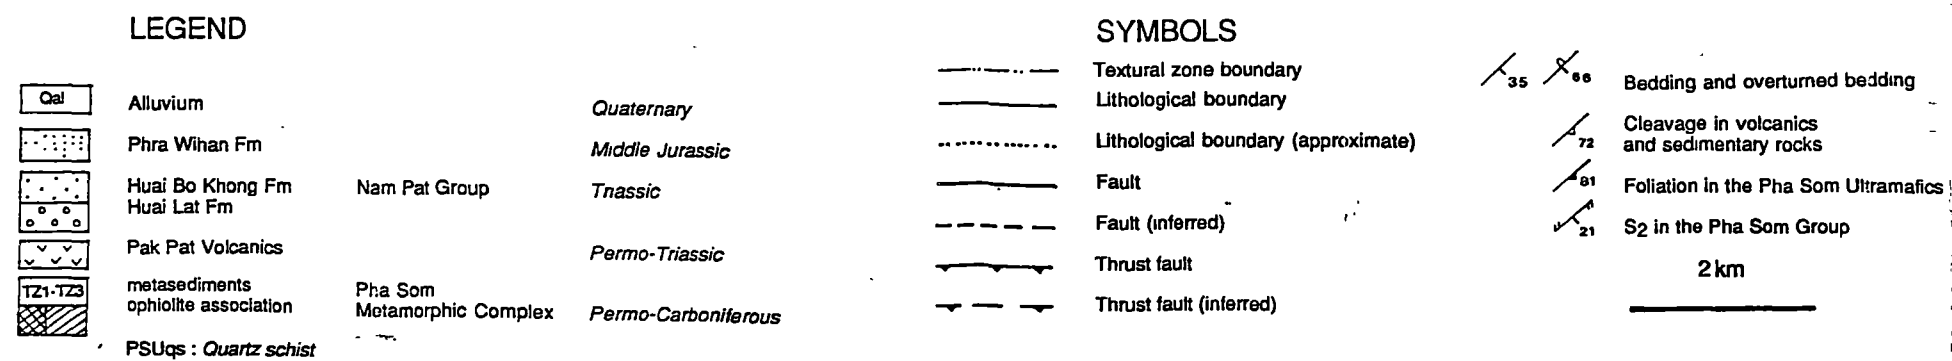 LEGEND
Qal Alluvium Quaternary
Phra Wihan Fm Middle Jurassic
Huai Bo Khong Fm Nam Pat Group Triassic
Huai Lat Fm
Pak Pat Volcanics Permo-Triassic
TZ1-TZ3 metasediments Pha Som
ophiolite association Metamorphic Complex Permo-Carboniferous
PSUqs : Quartz schist
SYMBOLS
Textural zone boundary
Lithological boundary
Lithological boundary (approximate)
Fault
Fault (inferred)
Thrust fault
Thrust fault (inferred)
35 66 Bedding and overturned bedding
Cleavage in volcanics
72 and sedimentary rocks
81 Foliation in the Pha Som Ultramafics
21 S2 in the Pha Som Group
2 km